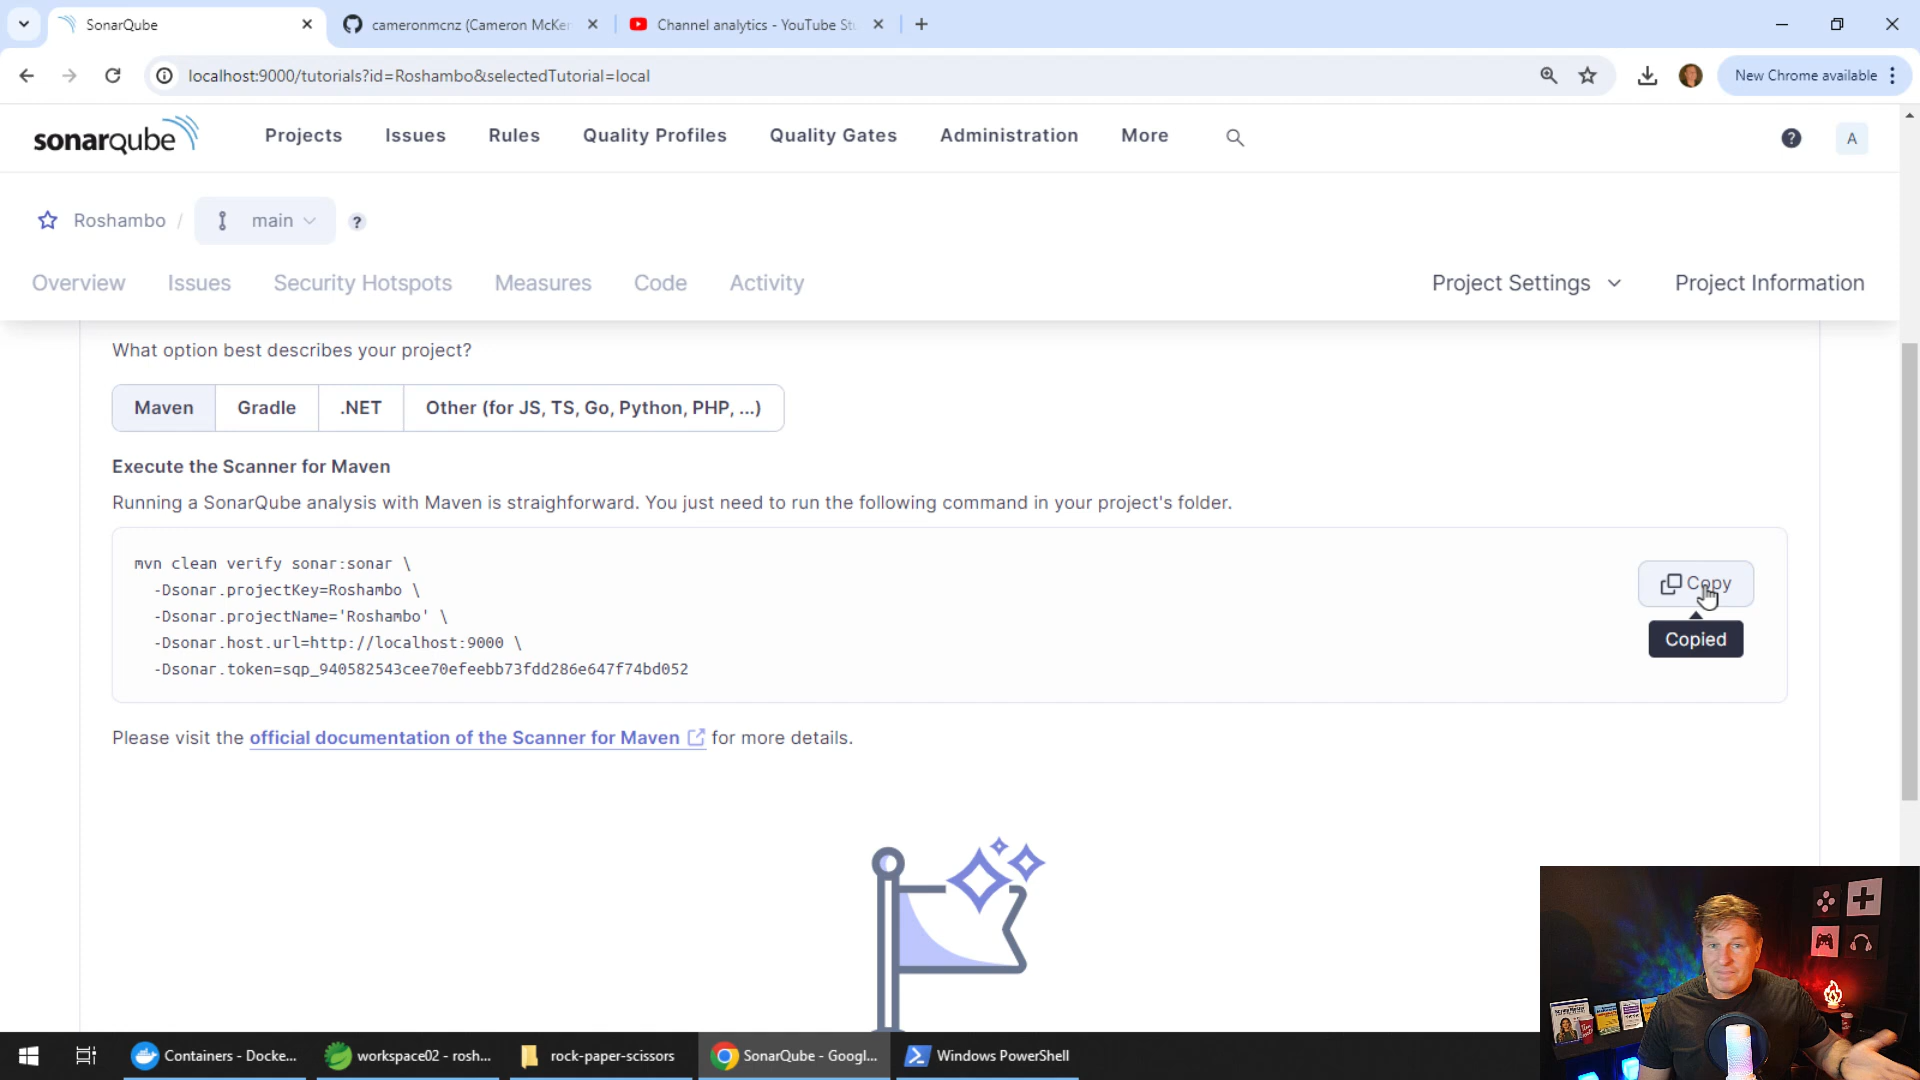 SonarQube
cameronmcnz (Cameron McKen
Channel analytics - YouTube Stu
localhost:9000/tutorials?id=Roshambo&selectedTutorial=local
New Chrome available
sonarqube
Projects
Issues
Rules
Quality Profiles
Quality Gates
Administration
More
?
A
Roshambo /
main
?
Overview
Issues
Security Hotspots
Measures
Code
Activity
Project Settings
Project Information
What option best describes your project?
Maven
Gradle
.NET
Other (for JS, TS, Go, Python, PHP, ...)
Execute the Scanner for Maven
Running a SonarQube analysis with Maven is straighforward. You just need to run the following command in your project's folder.
mvn clean verify sonar:sonar \
-Dsonar.projectKey=Roshambo \
-Dsonar.projectName='Roshambo' \
-Dsonar.host.url=http://localhost:9000 \
-Dsonar.token=sqp_940582543cee70efeebb73fdd286e647f74bd052
Copy
Copied
Please visit the official documentation of the Scanner for Maven for more details.
Containers - Docke...
workspace02 - rosh...
rock-paper-scissors
SonarQube - Googl...
Windows PowerShell